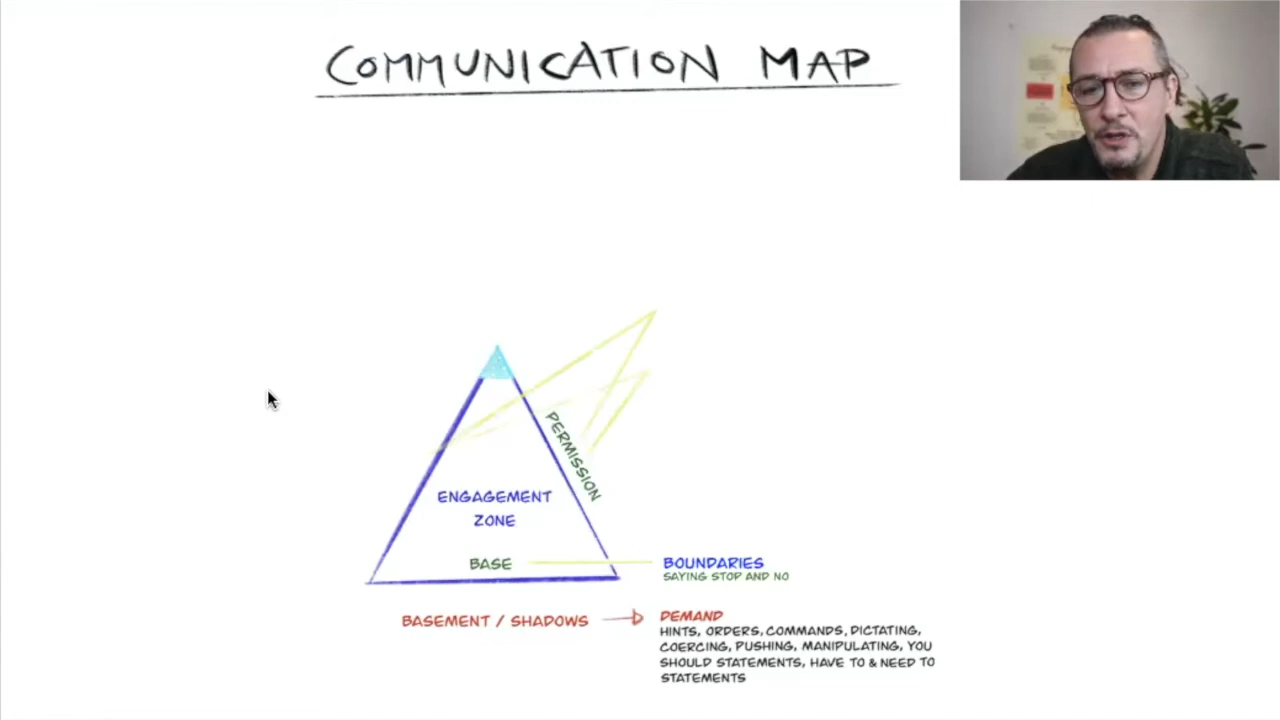 COMMUNICATION MAP
PERMISSION
ENGAGEMENT
ZONE
BASE
BOUNDARIES
SAYING STOP AND NO
BASEMENT / SHADOWS
DEMAND
HINTS, ORDERS, COMMANDS, DICTATING,
COERCING, PUSHING, MANIPULATING, YOU
SHOULD STATEMENTS, HAVE TO & NEED TO
STATEMENTS